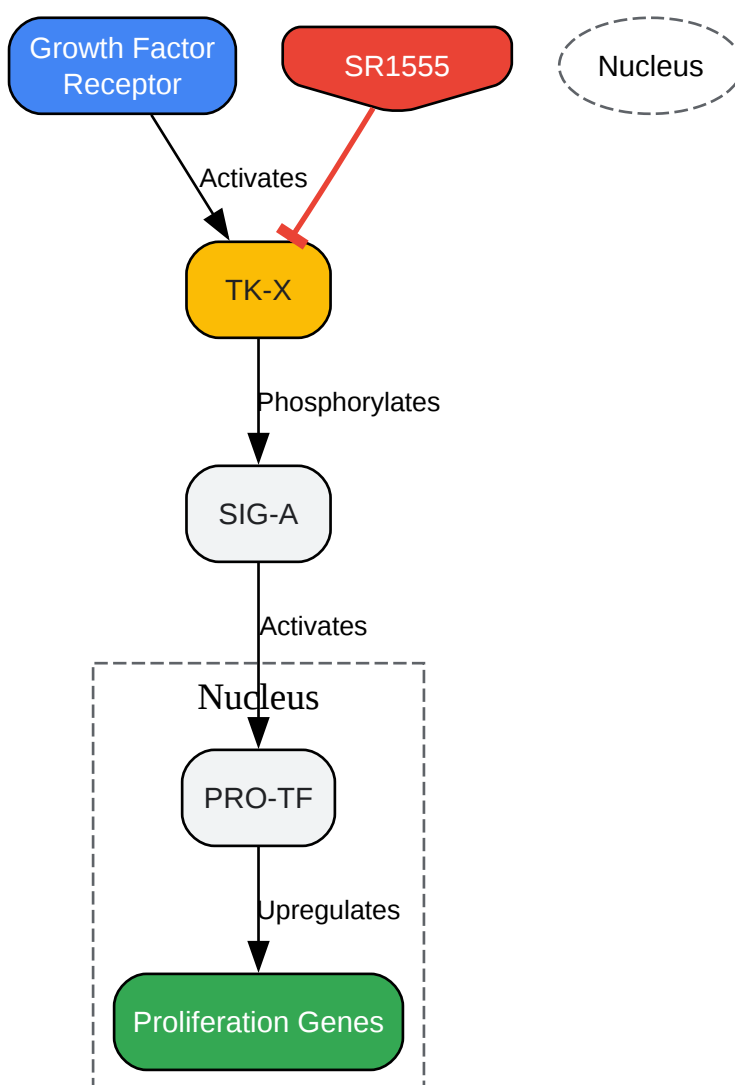 Growth Factor
Receptor
SR1555
Nucleus
Activates
TK-X
Phosphorylates
SIG-A
Activates
Nucleus
PRO-TF
Upregulates
Proliferation Genes